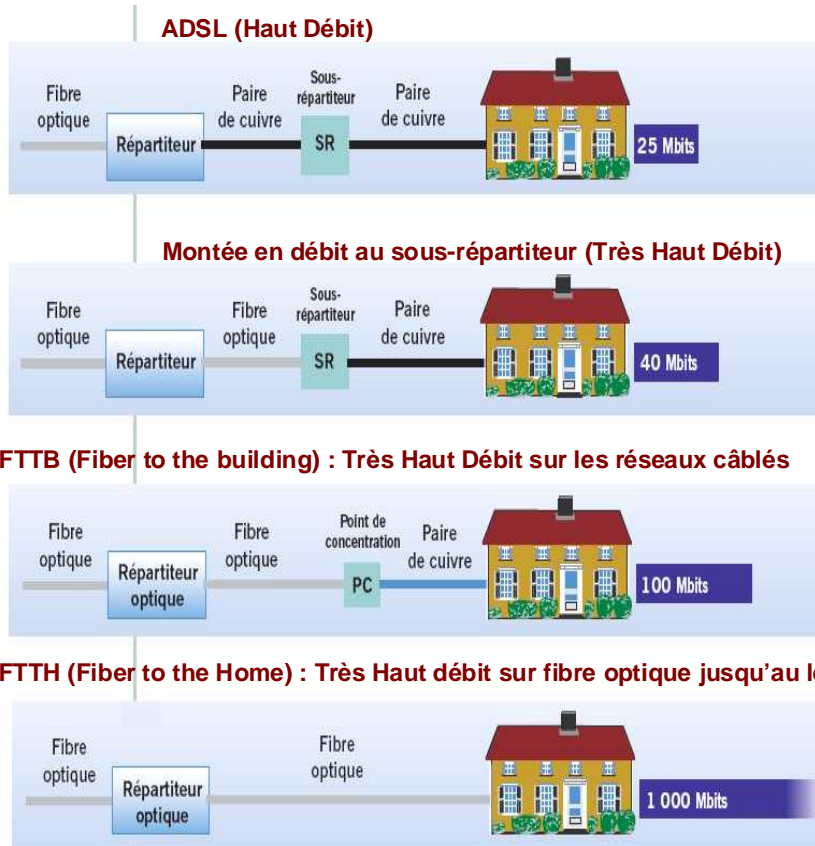 ADSL (Haut Débit)
Fibre
optique
Répartiteur
Paire
de cuivre
Sous-
répartiteur
SR
Paire
de cuivre
25 Mbits
Montée en débit au sous-répartiteur (Très Haut Débit)
Fibre
optique
Répartiteur
Fibre
optique
Sous-
répartiteur
SR
Paire
de cuivre
40 Mbits
FTTB (Fiber to the building) : Très Haut Débit sur les réseaux câblés
Fibre
optique
Répartiteur
optique
Fibre
optique
Point de
concentration
PC
Paire
de cuivre
100 Mbits
FTTH (Fiber to the Home) : Très Haut débit sur fibre optique jusqu’au
Fibre
optique
Répartiteur
optique
Fibre
optique
1 000 Mbits